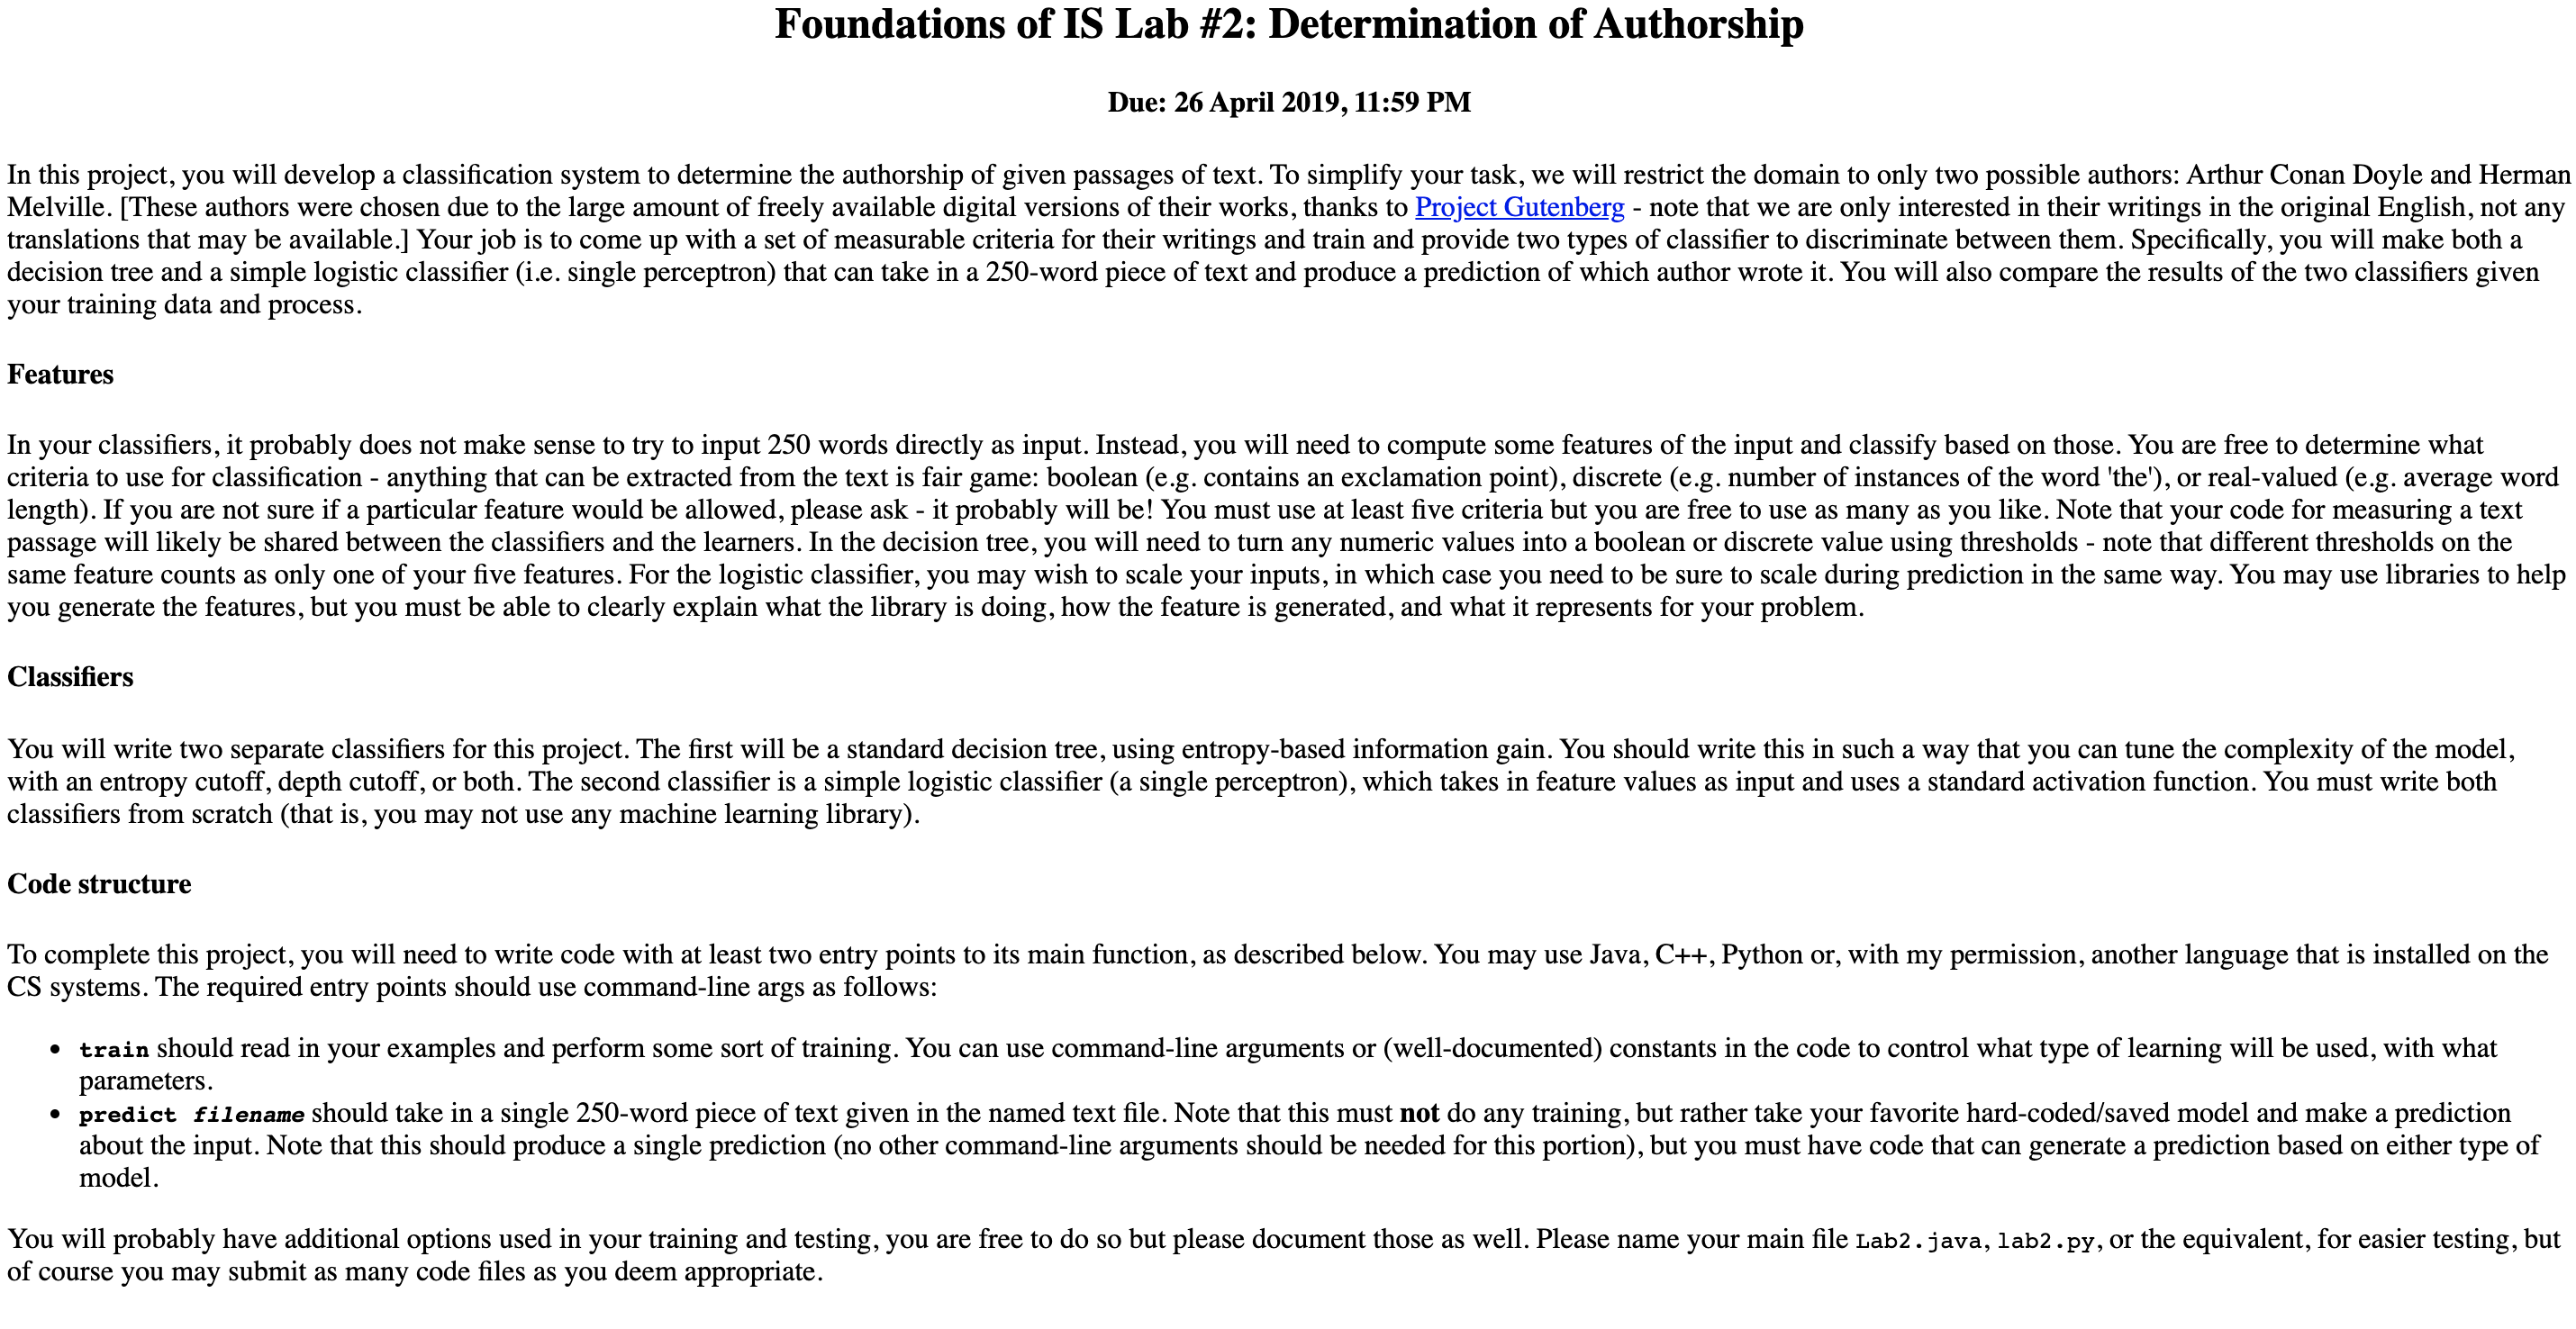 Foundations of IS Lab #2: Determination of Authorship
Due: 26 April 2019, 11:59 PM
In this project, you will develop a classification system to determine the authorship of given passages of text. To simplify your task, we will restrict the domain to only two possible authors: Arthur Conan Doyle and Herman
Melville. [These authors were chosen due to the large amount of freely available digital versions of their works, thanks to Project Gutenberg - note that we are only interested in their writings in the original English, not any
translations that may be available.] Your job is to come up with a set of measurable criteria for their writings and train and provide two types of classifier to discriminate between them. Specifically, you will make both a
decision tree and a simple logistic classifier (i.e. single perceptron) that can take in a 250-word piece of text and produce a prediction of which author wrote it. You will also compare the results of the two classifiers given
your training data and process.
Features
In your classifiers, it probably does not make sense to try to input 250 words directly as input. Instead, you will need to compute some features of the input and classify based on those. You are free to determine what
criteria to use for classification - anything that can be extracted from the text is fair game: boolean (e.g. contains an exclamation point), discrete (e.g. number of instances of the word 'the'), or real-valued (e.g. average word
length). If you are not sure if a particular feature would be allowed, please ask - it probably will be! You must use at least five criteria but you are free to use as many as you like. Note that your code for measuring a text
passage will likely be shared between the classifiers and the learners. In the decision tree, you will need to turn any numeric values into a boolean or discrete value using thresholds - note that different thresholds on the
same feature counts as only one of your five features. For the logistic classifier, you may wish to scale your inputs, in which case you need to be sure to scale during prediction in the same way. You may use libraries to help
you generate the features, but you must be able to clearly explain what the library is doing, how the feature is generated, and what it represents for your problem.
Classifiers
You will write two separate classifiers for this project. The first will be a standard decision tree, using entropy-based information gain. You should write this in such a way that you can tune the complexity of the model,
with an entropy cutoff, depth cutoff, or both. The second classifier is a simple logistic classifier (a single perceptron), which takes in feature values as input and uses a standard activation function. You must write both
classifiers from scratch (that is, you may not use any machine learning library).
Code structure
To complete this project, you will need to write code with at least two entry points to its main function, as described below. You may use Java, C++, Python or, with my permission, another language that is installed on the
CS systems. The required entry points should use command-line args as follows:
• train should read in your examples and perform some sort of training. You can use command-line arguments or (well-documented) constants in the code to control what type of learning will be used, with what
parameters.
• predict filename should take in a single 250-word piece of text given in the named text file. Note that this must not do any training, but rather take your favorite hard-coded/saved model and make a prediction
about the input. Note that this should produce a single prediction (no other command-line arguments should be needed for this portion), but you must have code that can generate a prediction based on either type of
model.
You will probably have additional options used in your training and testing, you are free to do so but please document those as well. Please name your main file Lab2.java, lab2.py, or the equivalent, for easier testing, but
of course you may submit as many code files as you deem appropriate.